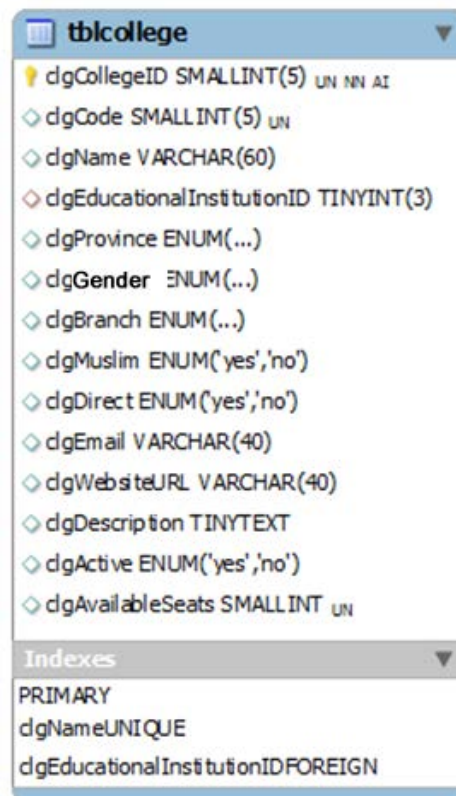 tblcollege
clgCollegeID SMALLINT(5) UN NN AI
clgCode SMALLINT(5) UN
clgName VARCHAR(60)
clgEducationalInstitutionID TINYINT(3)
clgProvince ENUM(...)
clgGender ENUM(...)
clgBranch ENUM(...)
clgMuslim ENUM('yes','no')
clgDirect ENUM('yes','no')
clgEmail VARCHAR(40)
clgWebsiteURL VARCHAR(40)
clgDescription TINYTEXT
clgActive ENUM('yes','no')
clgAvailableSeats SMALLINT UN
Indexes
PRIMARY
clgNameUNIQUE
clgEducationalInstitutionIDFOREIGN